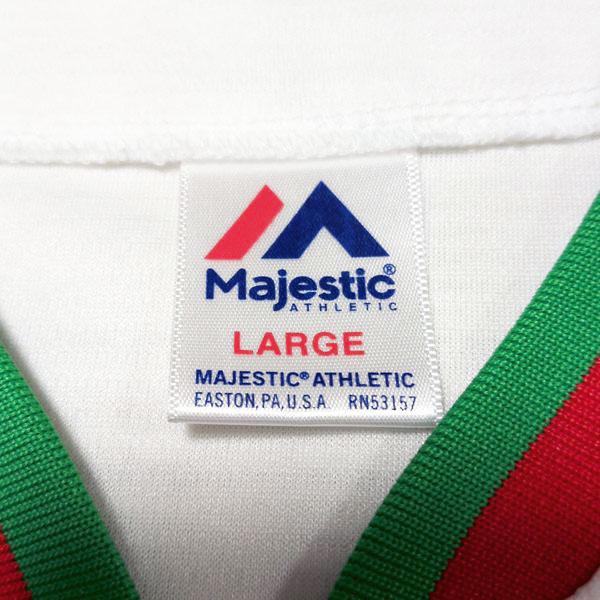 Majestic®
ATHLETIC
LARGE
MAJESTIC® ATHLETIC
EASTON, PA, U.S.A. RN53157